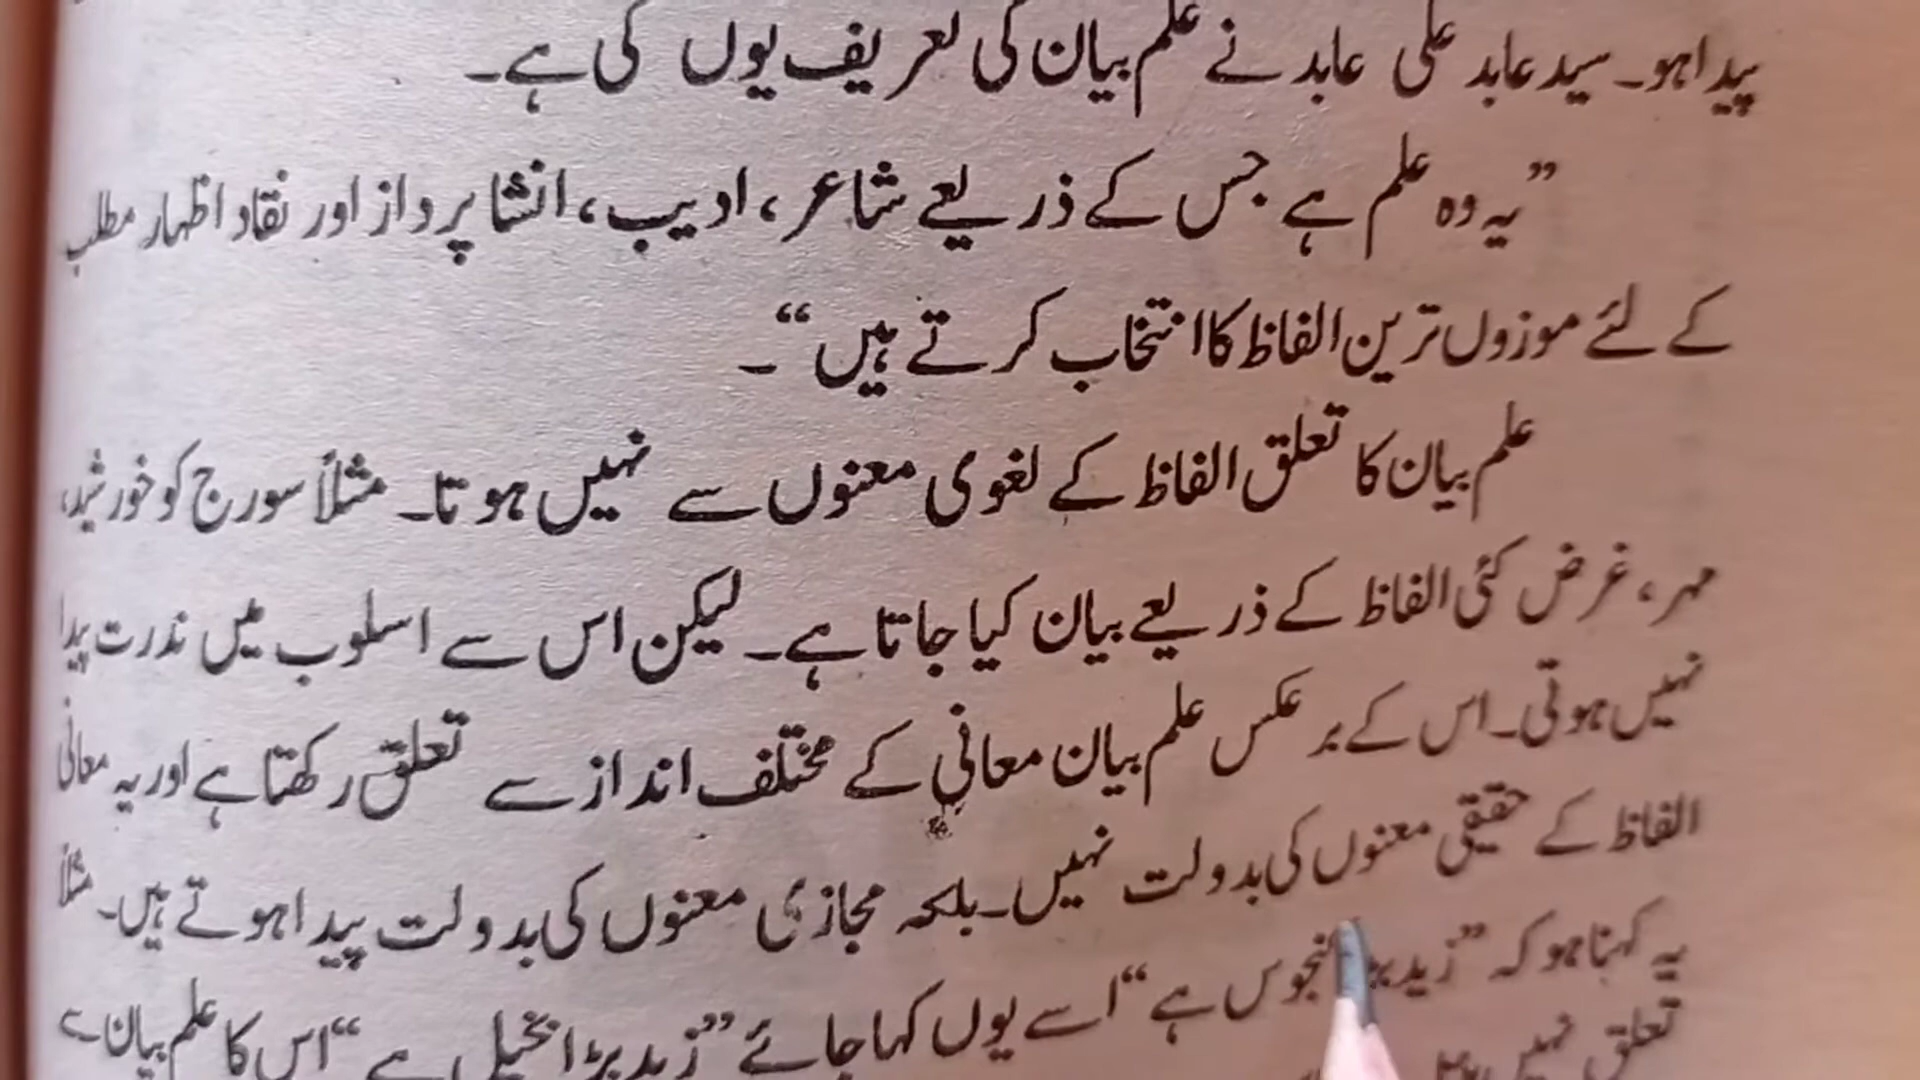 پیدا ہو۔ سید عابد علی عابد نے علم بیان کی تعریف یوں کی ہے۔
”یہ وہ علم ہے جس کے ذریعے شاعر، ادیب، انشا پرداز اور نقاد اظہار مطلب
کے لئے موزوں ترین الفاظ کا انتخاب کرتے ہیں“۔
علم بیان کا تعلق الفاظ کے لغوی معنوں سے نہیں ہوتا۔ مثلاً سورج کو خورشید،
مہر، غرض کئی الفاظ کے ذریعے بیان کیا جاتا ہے۔ لیکن اس سے اسلوب میں ندرت پیدا
نہیں ہوتی۔ اس کے بر عکس علم بیان معانی کے مختلف انداز سے تعلق رکھتا ہے اور یہ معانی
الفاظ کے حقیقی معنوں کی بدولت نہیں۔ بلکہ مجازی معنوں کی بدولت پیدا ہوتے ہیں۔ مثلاً
یہ کہنا ہو کہ ”زید بڑا کنجوس ہے“ اسے یوں کہا جائے ”زید بڑا بخیل ہے“ اس کا علم بیان سے
تعلق نہیں